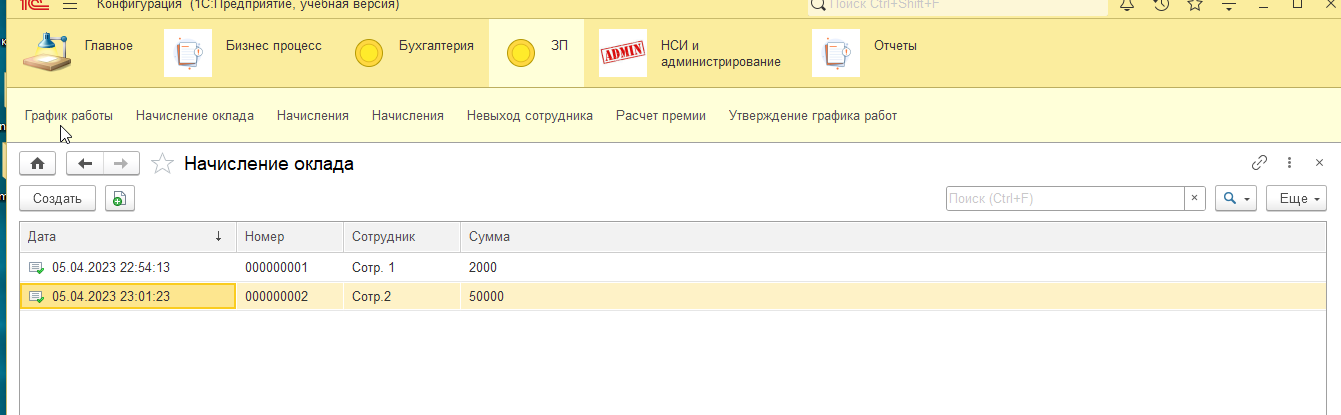 1С Конфигурация (1С:Предприятие, учебная версия) Поиск Ctrl+Shift+F
Главное Бизнес процесс Бухгалтерия ЗП ADMIN НСИ и администрирование Отчеты
График работы Начисление оклада Начисления Начисления Невыход сотрудника Расчет премии Утверждение графика работ
Начисление оклада
Создать Поиск (Ctrl+F) × Еще
Дата ↓ Номер Сотрудник Сумма
05.04.2023 22:54:13 000000001 Сотр. 1 2000
05.04.2023 23:01:23 000000002 Сотр.2 50000